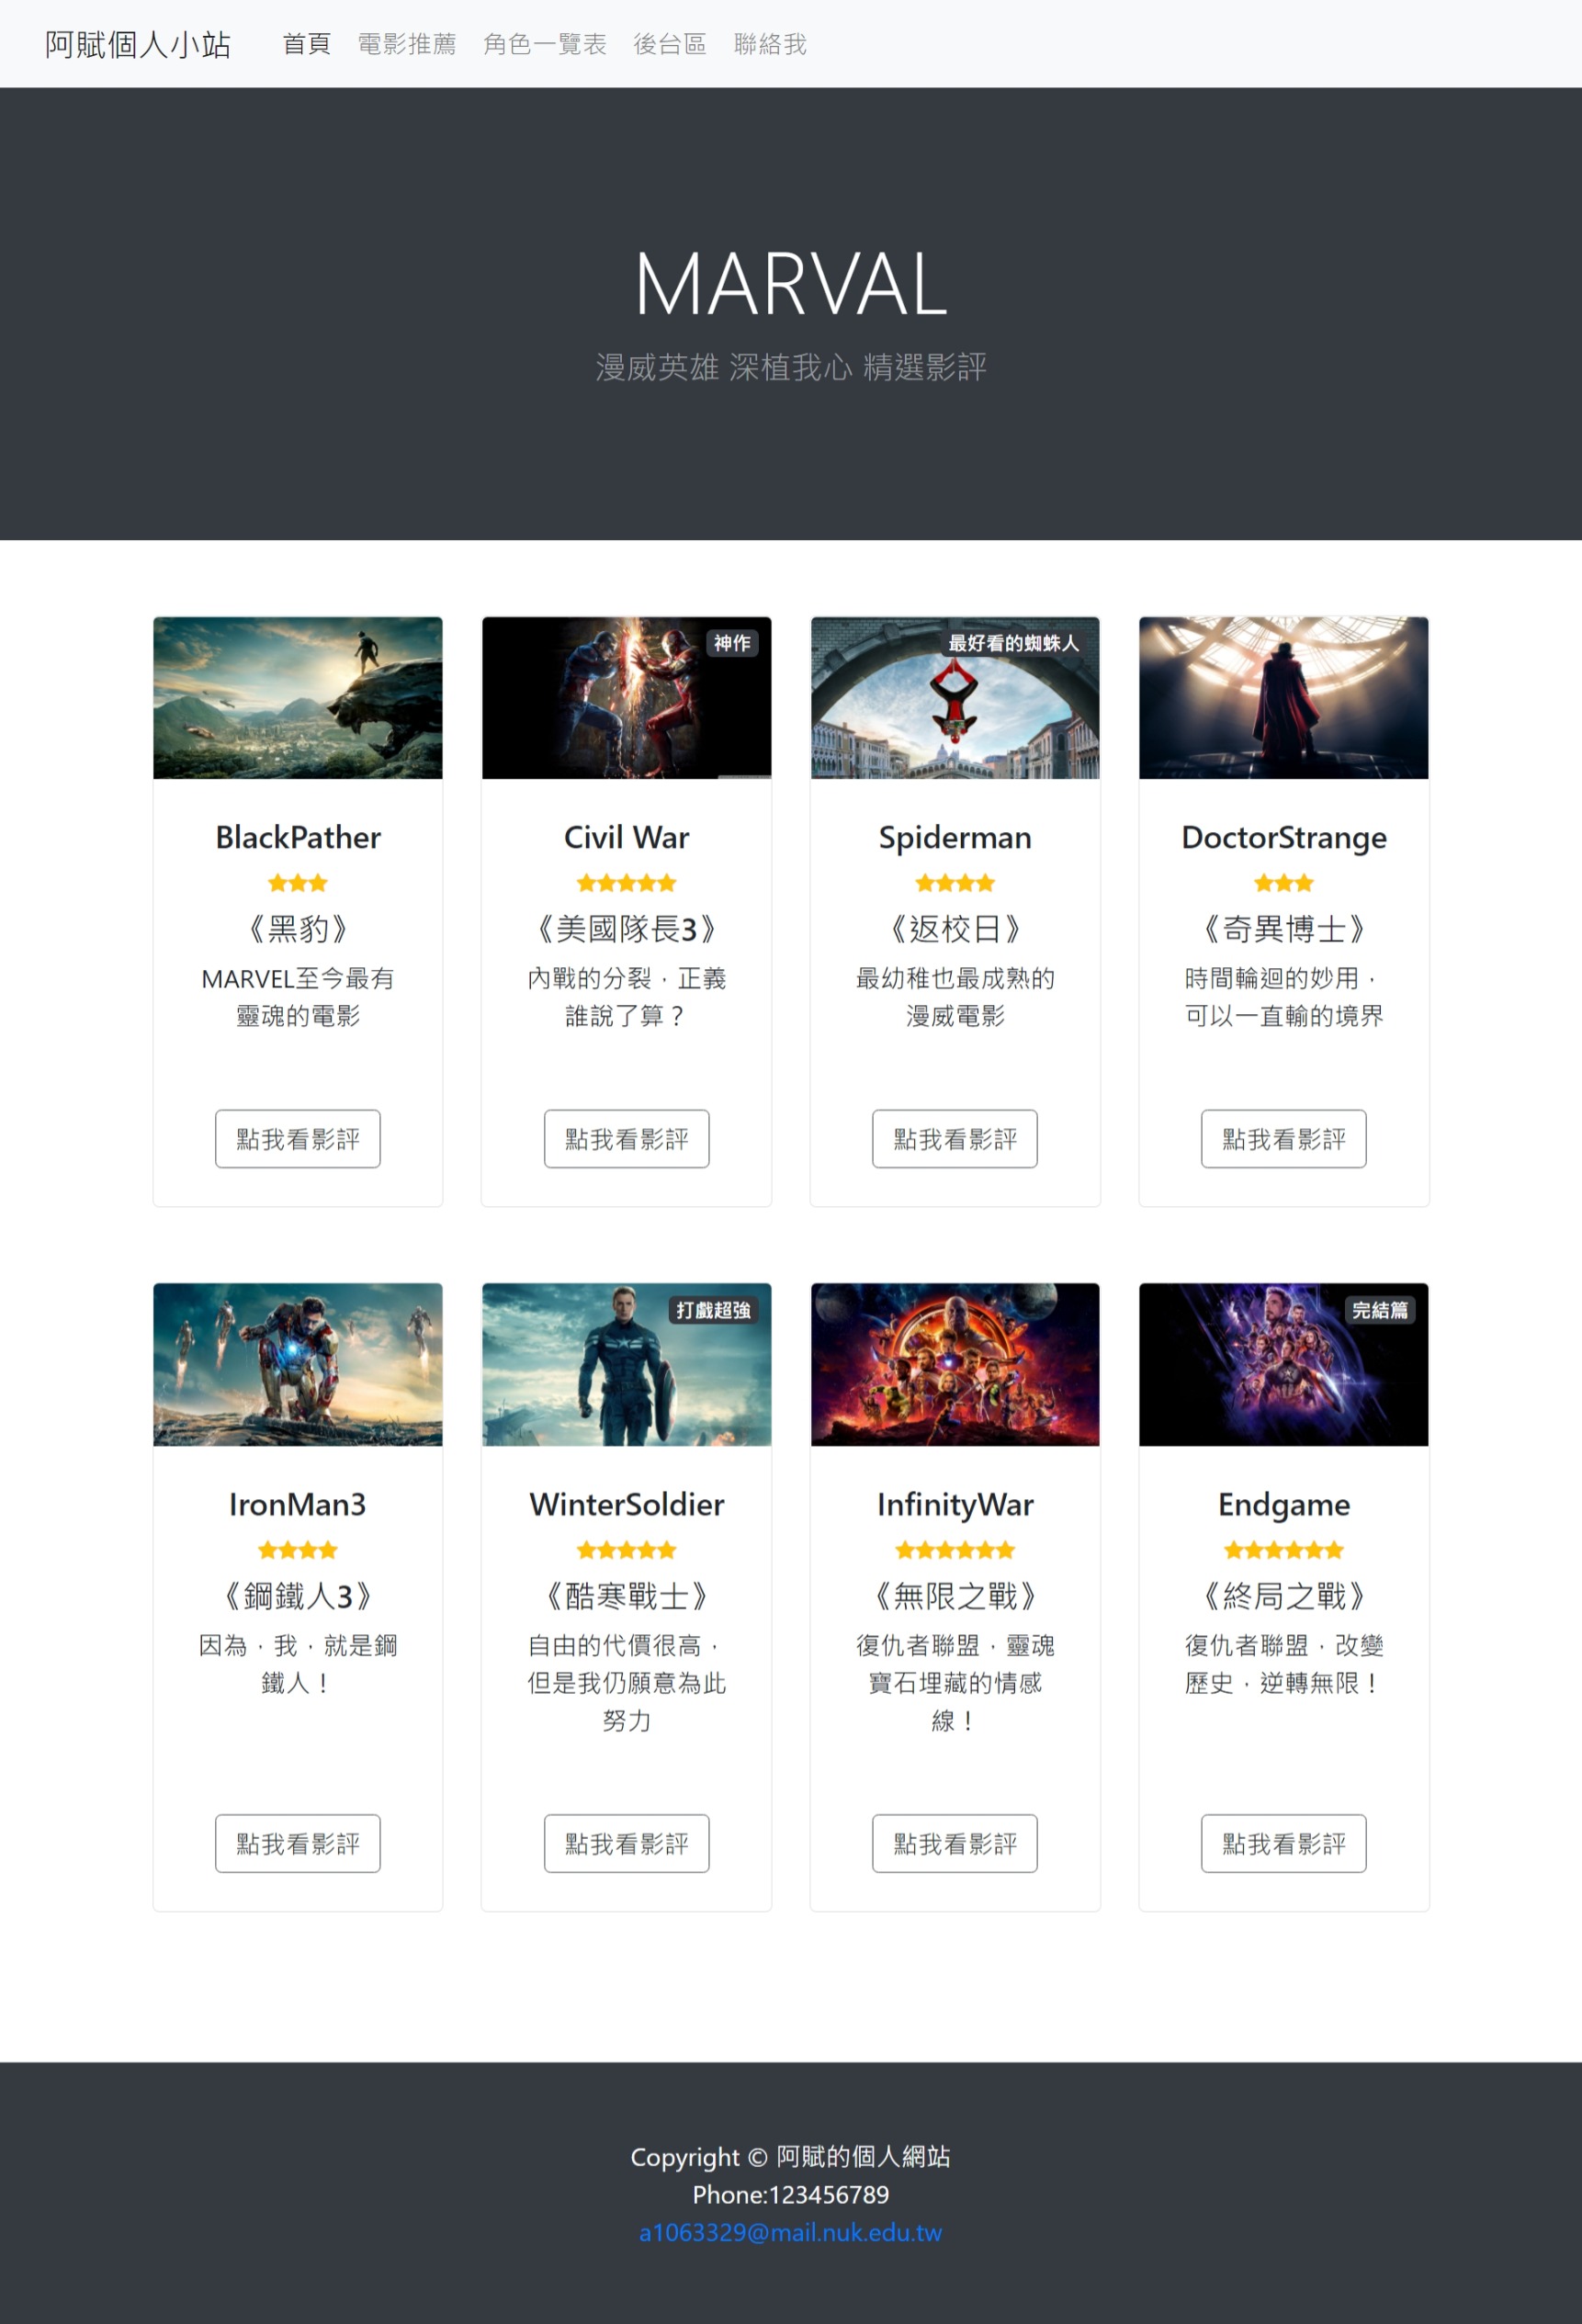 阿賦個人小站 首頁 電影推薦 角色一覽表 後台區 聯絡我
MARVAL
漫威英雄 深植我心 精選影評
BlackPather
《黑豹》
MARVEL至今最有
靈魂的電影
點我看影評
神作
Civil War
《美國隊長3》
內戰的分裂，正義
誰說了算？
點我看影評
最好看的蜘蛛人
Spiderman
《返校日》
最幼稚也最成熟的
漫威電影
點我看影評
DoctorStrange
《奇異博士》
時間輪迴的妙用，
可以一直輸的境界
點我看影評
IronMan3
《鋼鐵人3》
因為，我，就是鋼
鐵人！
點我看影評
打戲超強
WinterSoldier
《酷寒戰士》
自由的代價很高，
但是我仍願意為此
努力
點我看影評
InfinityWar
《無限之戰》
復仇者聯盟，靈魂
寶石埋藏的情感
線！
點我看影評
完結篇
Endgame
《終局之戰》
復仇者聯盟，改變
歷史，逆轉無限！
點我看影評
Copyright © 阿賦的個人網站
Phone:123456789
a1063329@mail.nuk.edu.tw